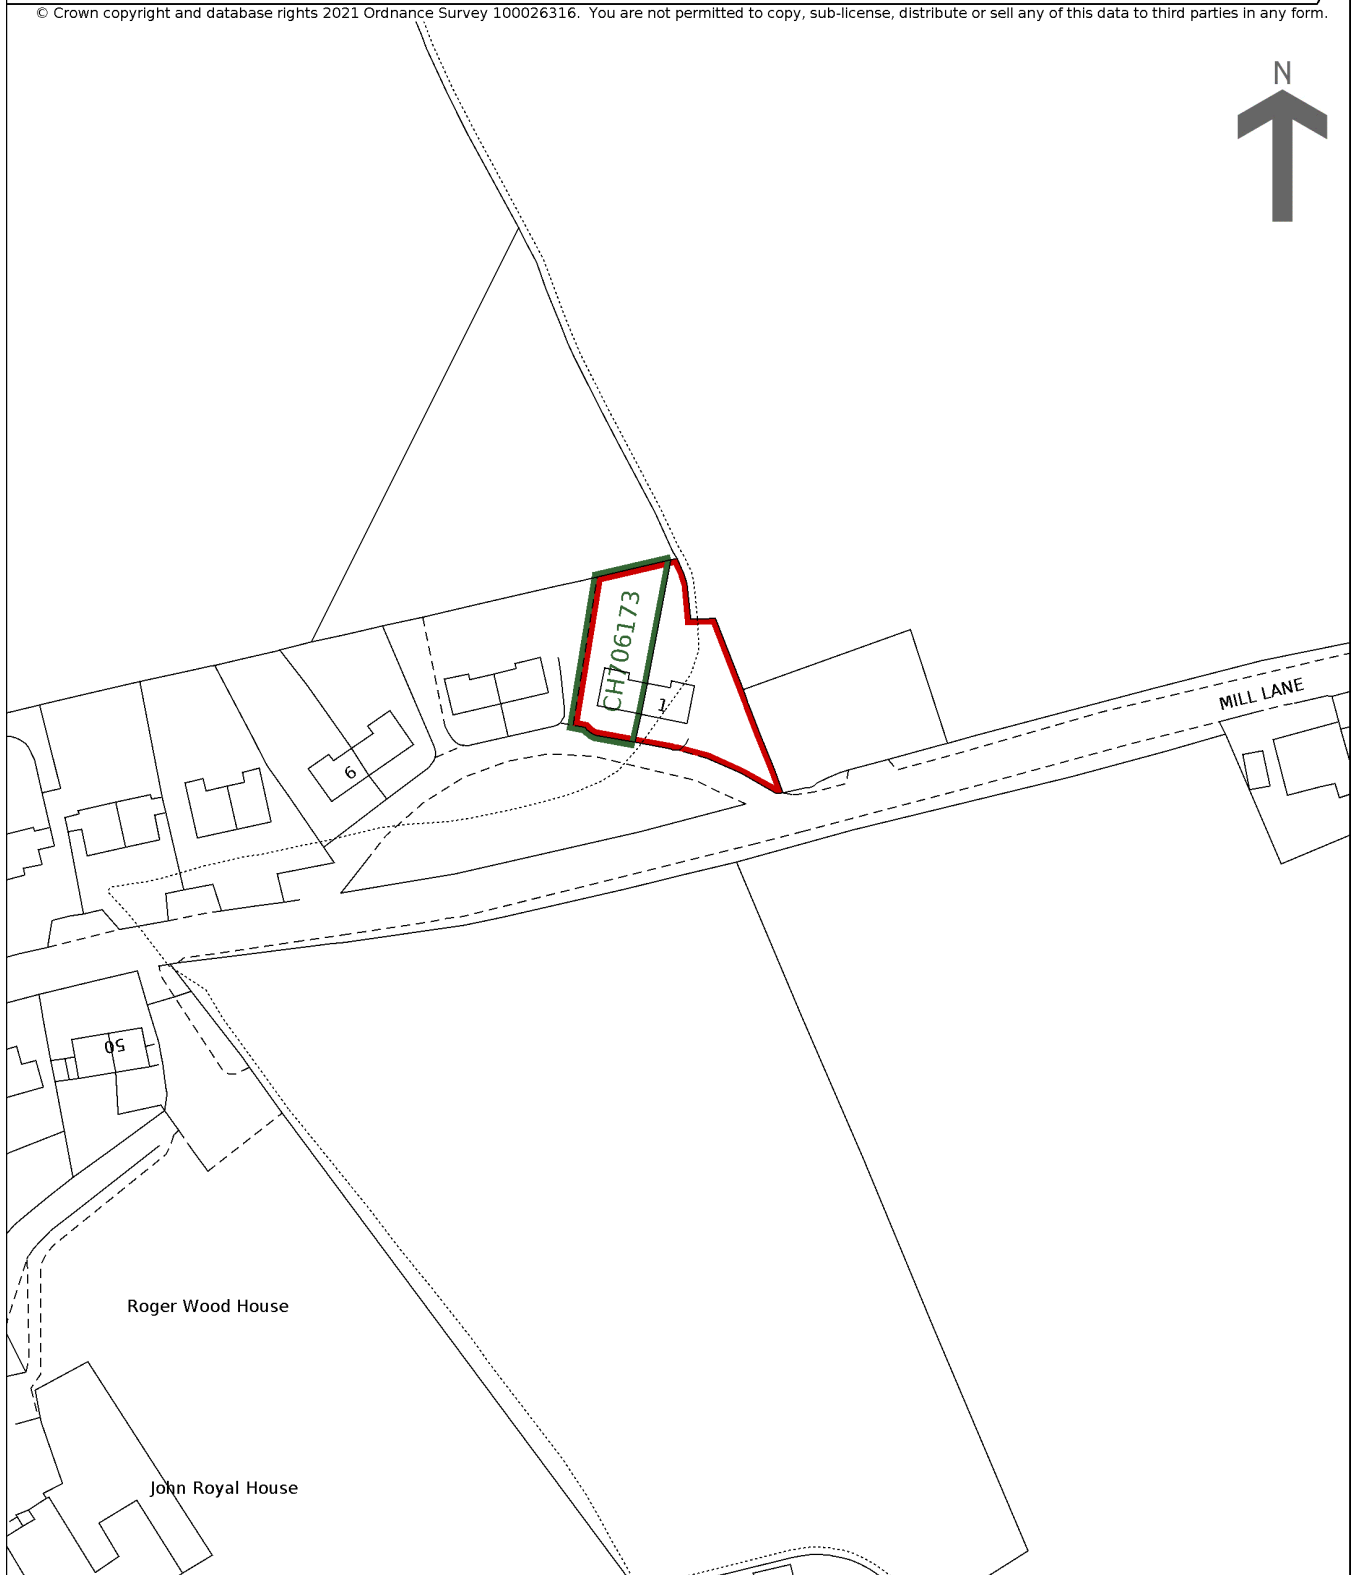 © Crown copyright and database rights 2021 Ordnance Survey 100026316. You are not permitted to copy, sub-license, distribute or sell any of this data to third parties in any form.
N
CH706173
MILL LANE
1
6
50
Roger Wood House
John Royal House